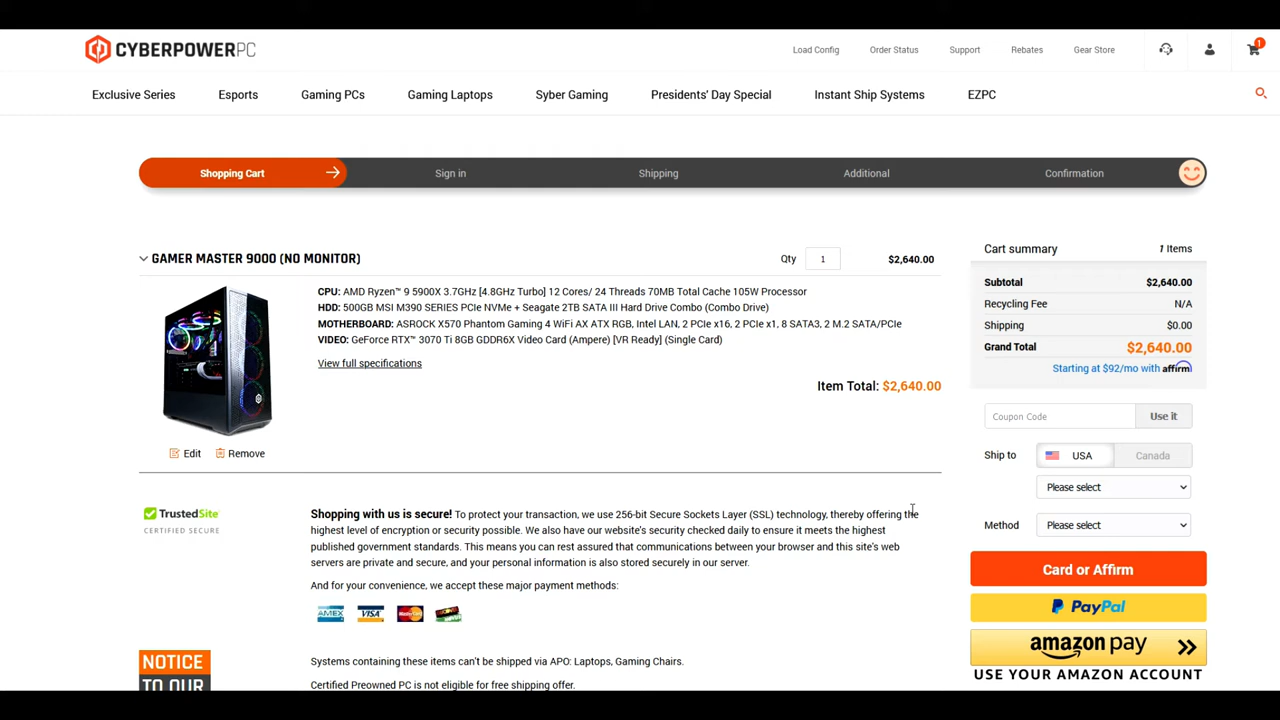 CYBERPOWERPC
Load Config
Order Status
Support
Rebates
Gear Store
1
Exclusive Series
Esports
Gaming PCs
Gaming Laptops
Syber Gaming
Presidents' Day Special
Instant Ship Systems
EZPC
Shopping Cart
Sign in
Shipping
Additional
Confirmation
GAMER MASTER 9000 (NO MONITOR)
Qty
1
$2,640.00
CPU: AMD Ryzen™ 9 5900X 3.7GHz [4.8GHz Turbo] 12 Cores/ 24 Threads 70MB Total Cache 105W Processor
HDD: 500GB MSI M390 SERIES PCIe NVMe + Seagate 2TB SATA III Hard Drive Combo (Combo Drive)
MOTHERBOARD: ASROCK X570 Phantom Gaming 4 WiFi AX ATX RGB, Intel LAN, 2 PCIe x16, 2 PCIe x1, 8 SATA3, 2 M.2 SATA/PCIe
VIDEO: GeForce RTX™ 3070 Ti 8GB GDDR6X Video Card (Ampere) [VR Ready] (Single Card)
View full specifications
Item Total: $2,640.00
Edit
Remove
Cart summary
1 Items
Subtotal
$2,640.00
Recycling Fee
N/A
Shipping
$0.00
Grand Total
$2,640.00
Starting at $92/mo with affirm
Coupon Code
Use it
Ship to
USA
Canada
Please select
Method
Please select
Card or Affirm
PayPal
amazon pay
USE YOUR AMAZON ACCOUNT
TrustedSite
CERTIFIED SECURE
Shopping with us is secure! To protect your transaction, we use 256-bit Secure Sockets Layer (SSL) technology, thereby offering the
highest level of encryption or security possible. We also have our website's security checked daily to ensure it meets the highest
published government standards. This means you can rest assured that communications between your browser and this site's web
servers are private and secure, and your personal information is also stored securely in our server.
And for your convenience, we accept these major payment methods:
AMEX
VISA
MasterCard
NOTICE
TO OUR
Systems containing these items can't be shipped via APO: Laptops, Gaming Chairs.
Certified Preowned PC is not eligible for free shipping offer.